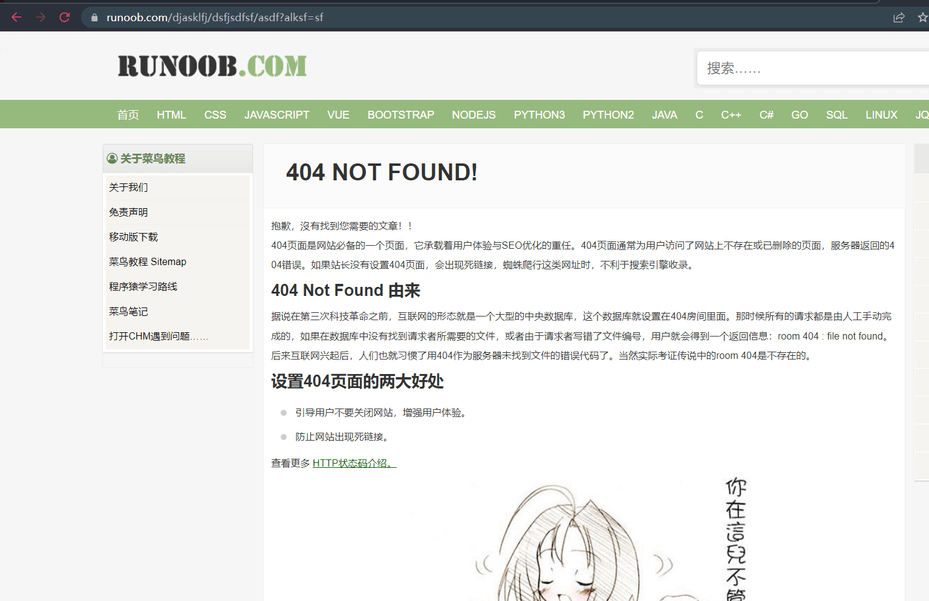 runoob.com/djasklfj/dsfjsdfsf/asdf?alksf=sf
RUNOOB.COM
搜索……
首页 HTML CSS JAVASCRIPT VUE BOOTSTRAP NODEJS PYTHON3 PYTHON2 JAVA C C++ C# GO SQL LINUX JQ
关于菜鸟教程
关于我们
免责声明
移动版下载
菜鸟教程 Sitemap
程序猿学习路线
菜鸟笔记
打开CHM遇到问题……
404 NOT FOUND!
抱歉，沒有找到您需要的文章！！
404页面是网站必备的一个页面，它承载着用户体验与SEO优化的重任。404页面通常为用户访问了网站上不存在或已删除的页面，服务器返回的4
04错误。如果站长没有设置404页面，会出现死链接，蜘蛛爬行这类网址时，不利于搜索引擎收录。
404 Not Found 由来
据说在第三次科技革命之前，互联网的形态就是一个大型的中央数据库，这个数据库就设置在404房间里面。那时候所有的请求都是由人工手动完
成的，如果在数据库中没有找到请求者所需要的文件，或者由于请求者写错了文件编号，用户就会得到一个返回信息：room 404 : file not found。
后来互联网兴起后，人们也就习惯了用404作为服务器未找到文件的错误代码了。当然实际考证传说中的room 404是不存在的。
设置404页面的两大好处
引导用户不要关闭网站，增强用户体验。
防止网站出现死链接。
查看更多 HTTP状态码介绍。
你在這兒不管